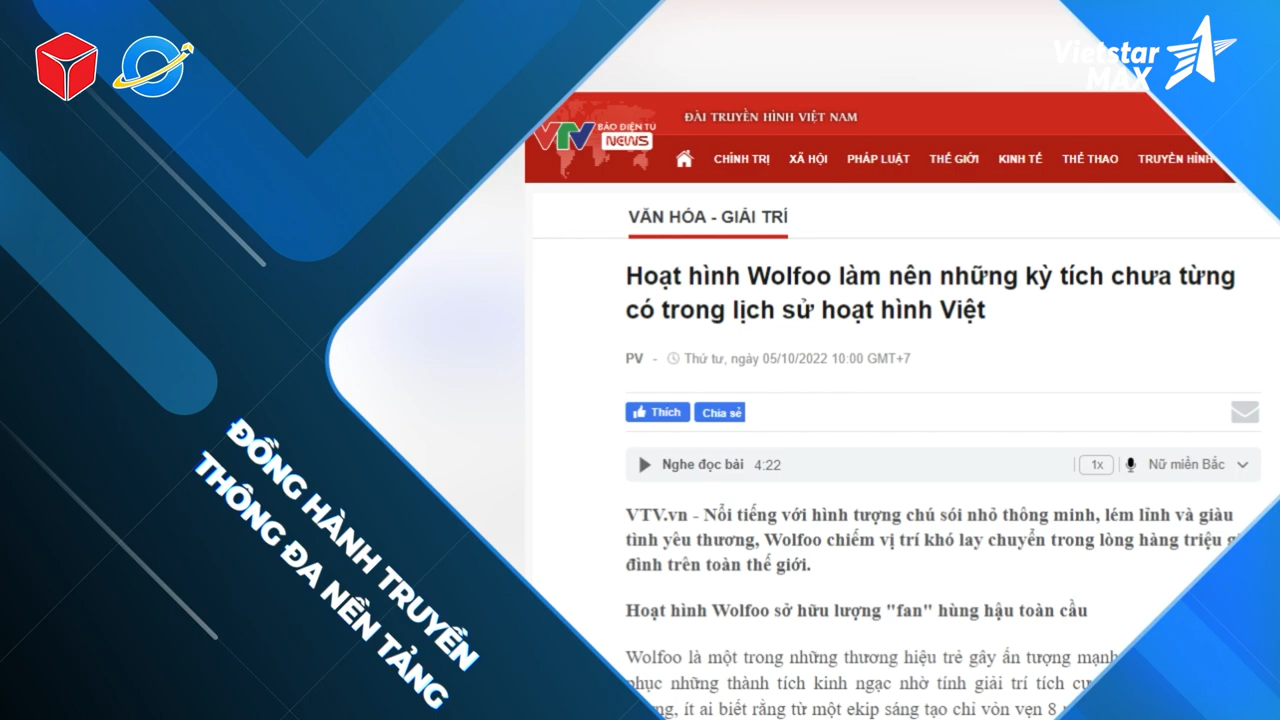 Vietstar
MAX
ĐÀI TRUYỀN HÌNH VIỆT NAM
VTV BÁO ĐIỆN TỬ
NEWS
CHÍNH TRỊ XÃ HỘI PHÁP LUẬT THẾ GIỚI KINH TẾ THỂ THAO TRUYỀN HÌNH
VĂN HÓA - GIẢI TRÍ
Hoạt hình Wolfoo làm nên những kỳ tích chưa từng
có trong lịch sử hoạt hình Việt
PV - Thứ tư, ngày 05/10/2022 10:00 GMT+7
Thích Chia sẻ
Nghe đọc bài 4:22 1x Nữ miền Bắc
VTV.vn - Nổi tiếng với hình tượng chú sói nhỏ thông minh, lém lỉnh và giàu
tình yêu thương, Wolfoo chiếm vị trí khó lay chuyển trong lòng hàng triệu
đình trên toàn thế giới.
Hoạt hình Wolfoo sở hữu lượng "fan" hùng hậu toàn cầu
Wolfoo là một trong những thương hiệu trẻ gây ấn tượng mạnh
phục những thành tích kinh ngạc nhờ tính giải trí tích
ít ai biết rằng từ một ekip sáng tạo chỉ vỏn vẹn 8
ĐỒNG HÀNH TRUYỀN
THÔNG ĐA NỀN TẢNG